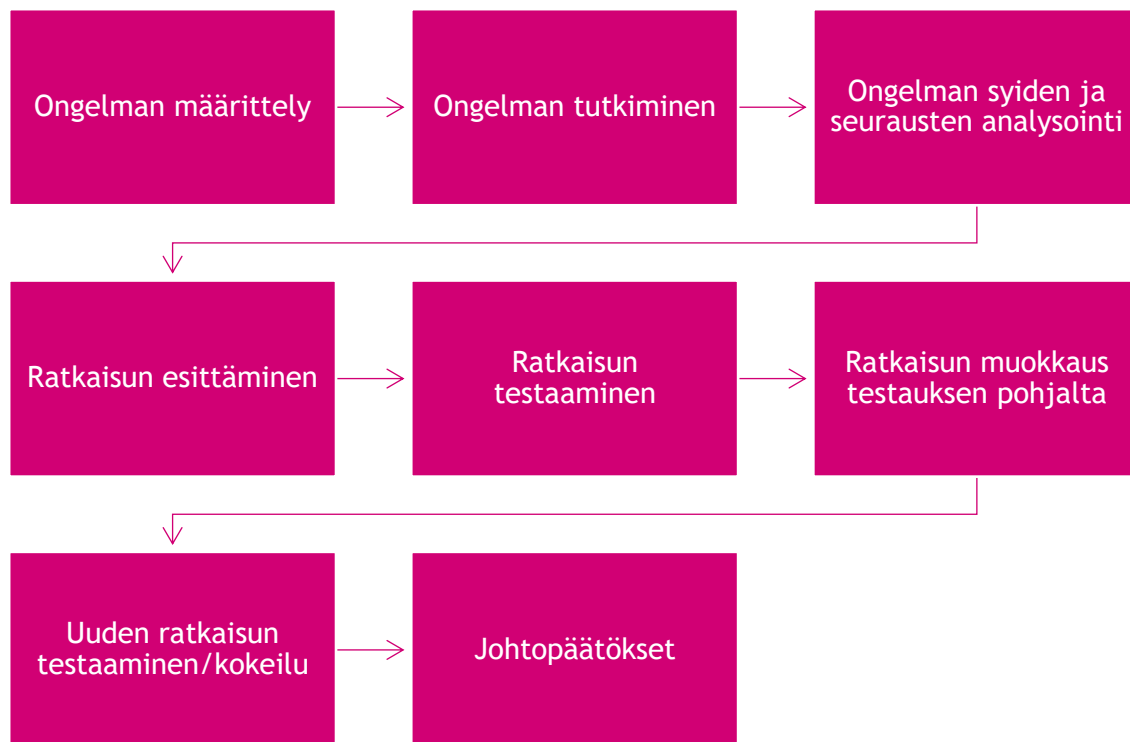 Ongelman määrittely
Ongelman tutkiminen
Ongelman syiden ja
seurausten analysointi
Ratkaisun esittäminen
Ratkaisun
testaaminen
Ratkaisun muokkaus
testauksen pohjalta
Uuden ratkaisun
testaaminen/kokeilu
Johtopäätökset